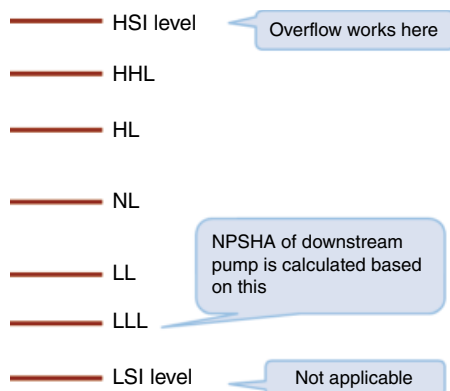 HSI level
Overflow works here
HHL
HL
NL
NPSHA of downstream
pump is calculated based
on this
LL
LLL
LSI level
Not applicable